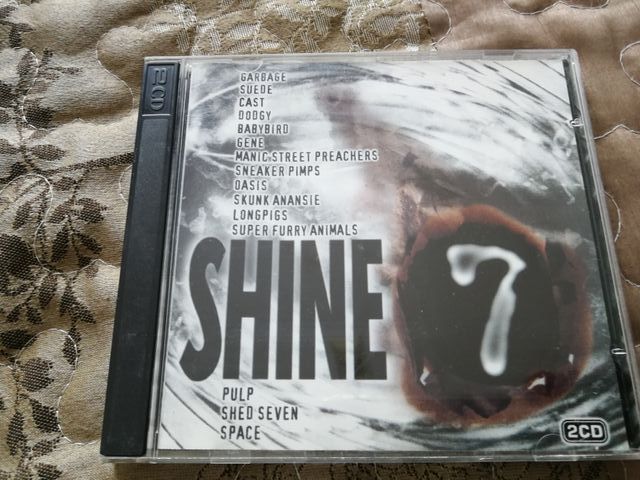 2CD
GARBAGE
SUEDE
CAST
DODGY
BABYBIRD
GENE
MANIC STREET PREACHERS
SNEAKER PIMPS
OASIS
SKUNK ANANSIE
LONGPIGS
SUPER FURRY ANIMALS
SHINE 7
PULP
SHED SEVEN
SPACE
2CD